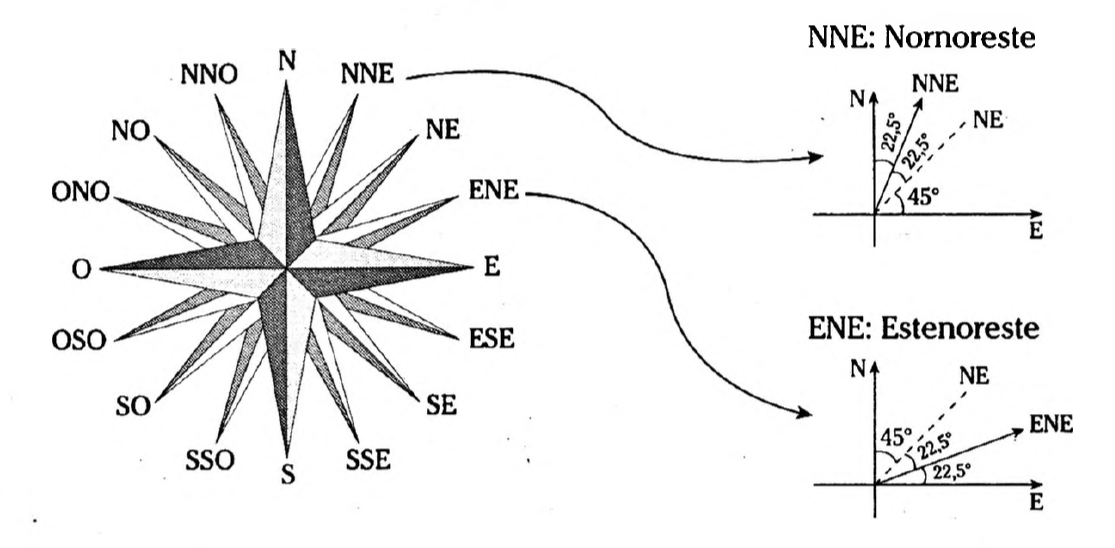 N
NNO
NNE
NO
NE
ONO
ENE
O
E
OSO
ESE
SO
SE
SSO
SSE
S
NNE: Nornoreste
N
NNE
NE
22,5°
22,5°
45°
E
ENE: Estenoreste
N
NE
ENE
45°
22,5°
22,5°
E